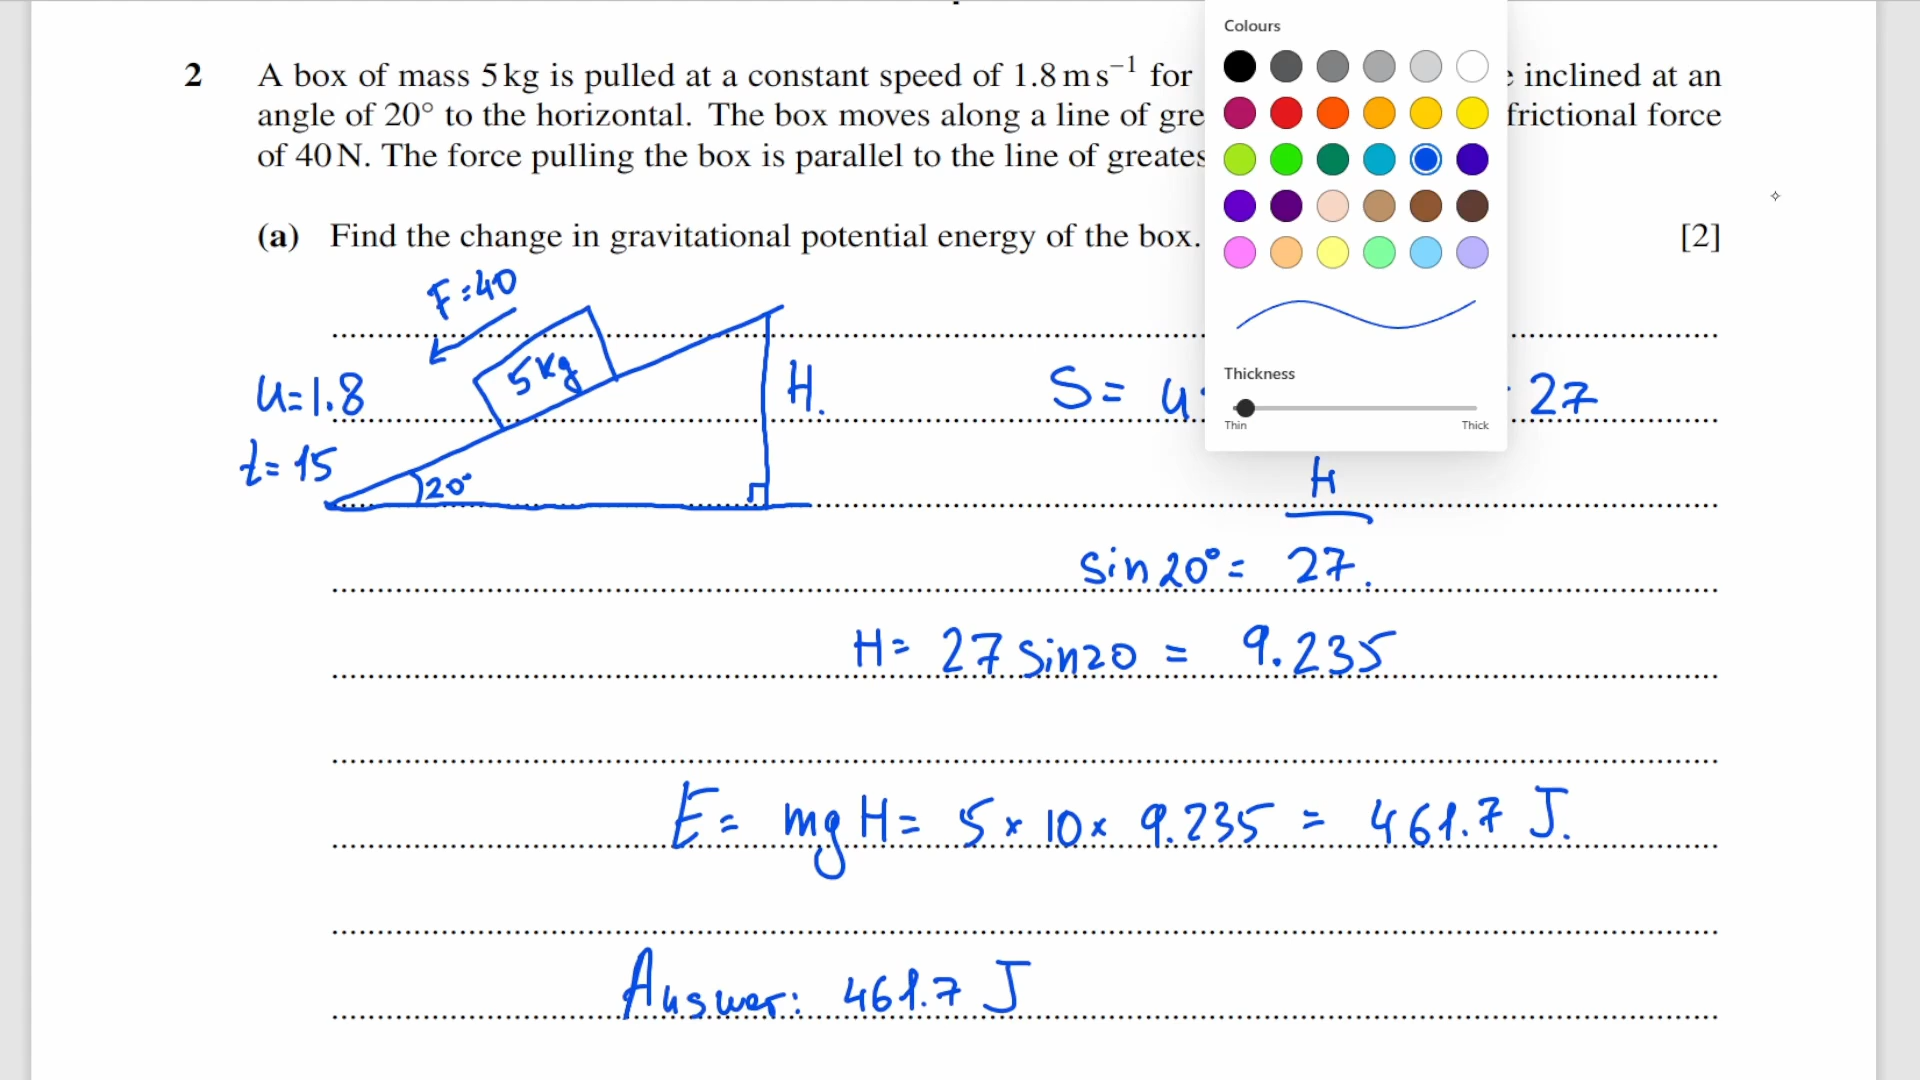 Colours
2 A box of mass 5 kg is pulled at a constant speed of 1.8 m s⁻¹ for inclined at an
angle of 20° to the horizontal. The box moves along a line of gre frictional force
of 40 N. The force pulling the box is parallel to the line of greates
(a) Find the change in gravitational potential energy of the box. [2]
F=40
5kg
Thickness
Thin Thick
u=1.8
H.
S= u 27
t=15
20°
H
sin20°= 27.
H= 27 sin20 = 9.235
E= mgH= 5×10×9.235 = 461.7 J.
Answer: 461.7 J